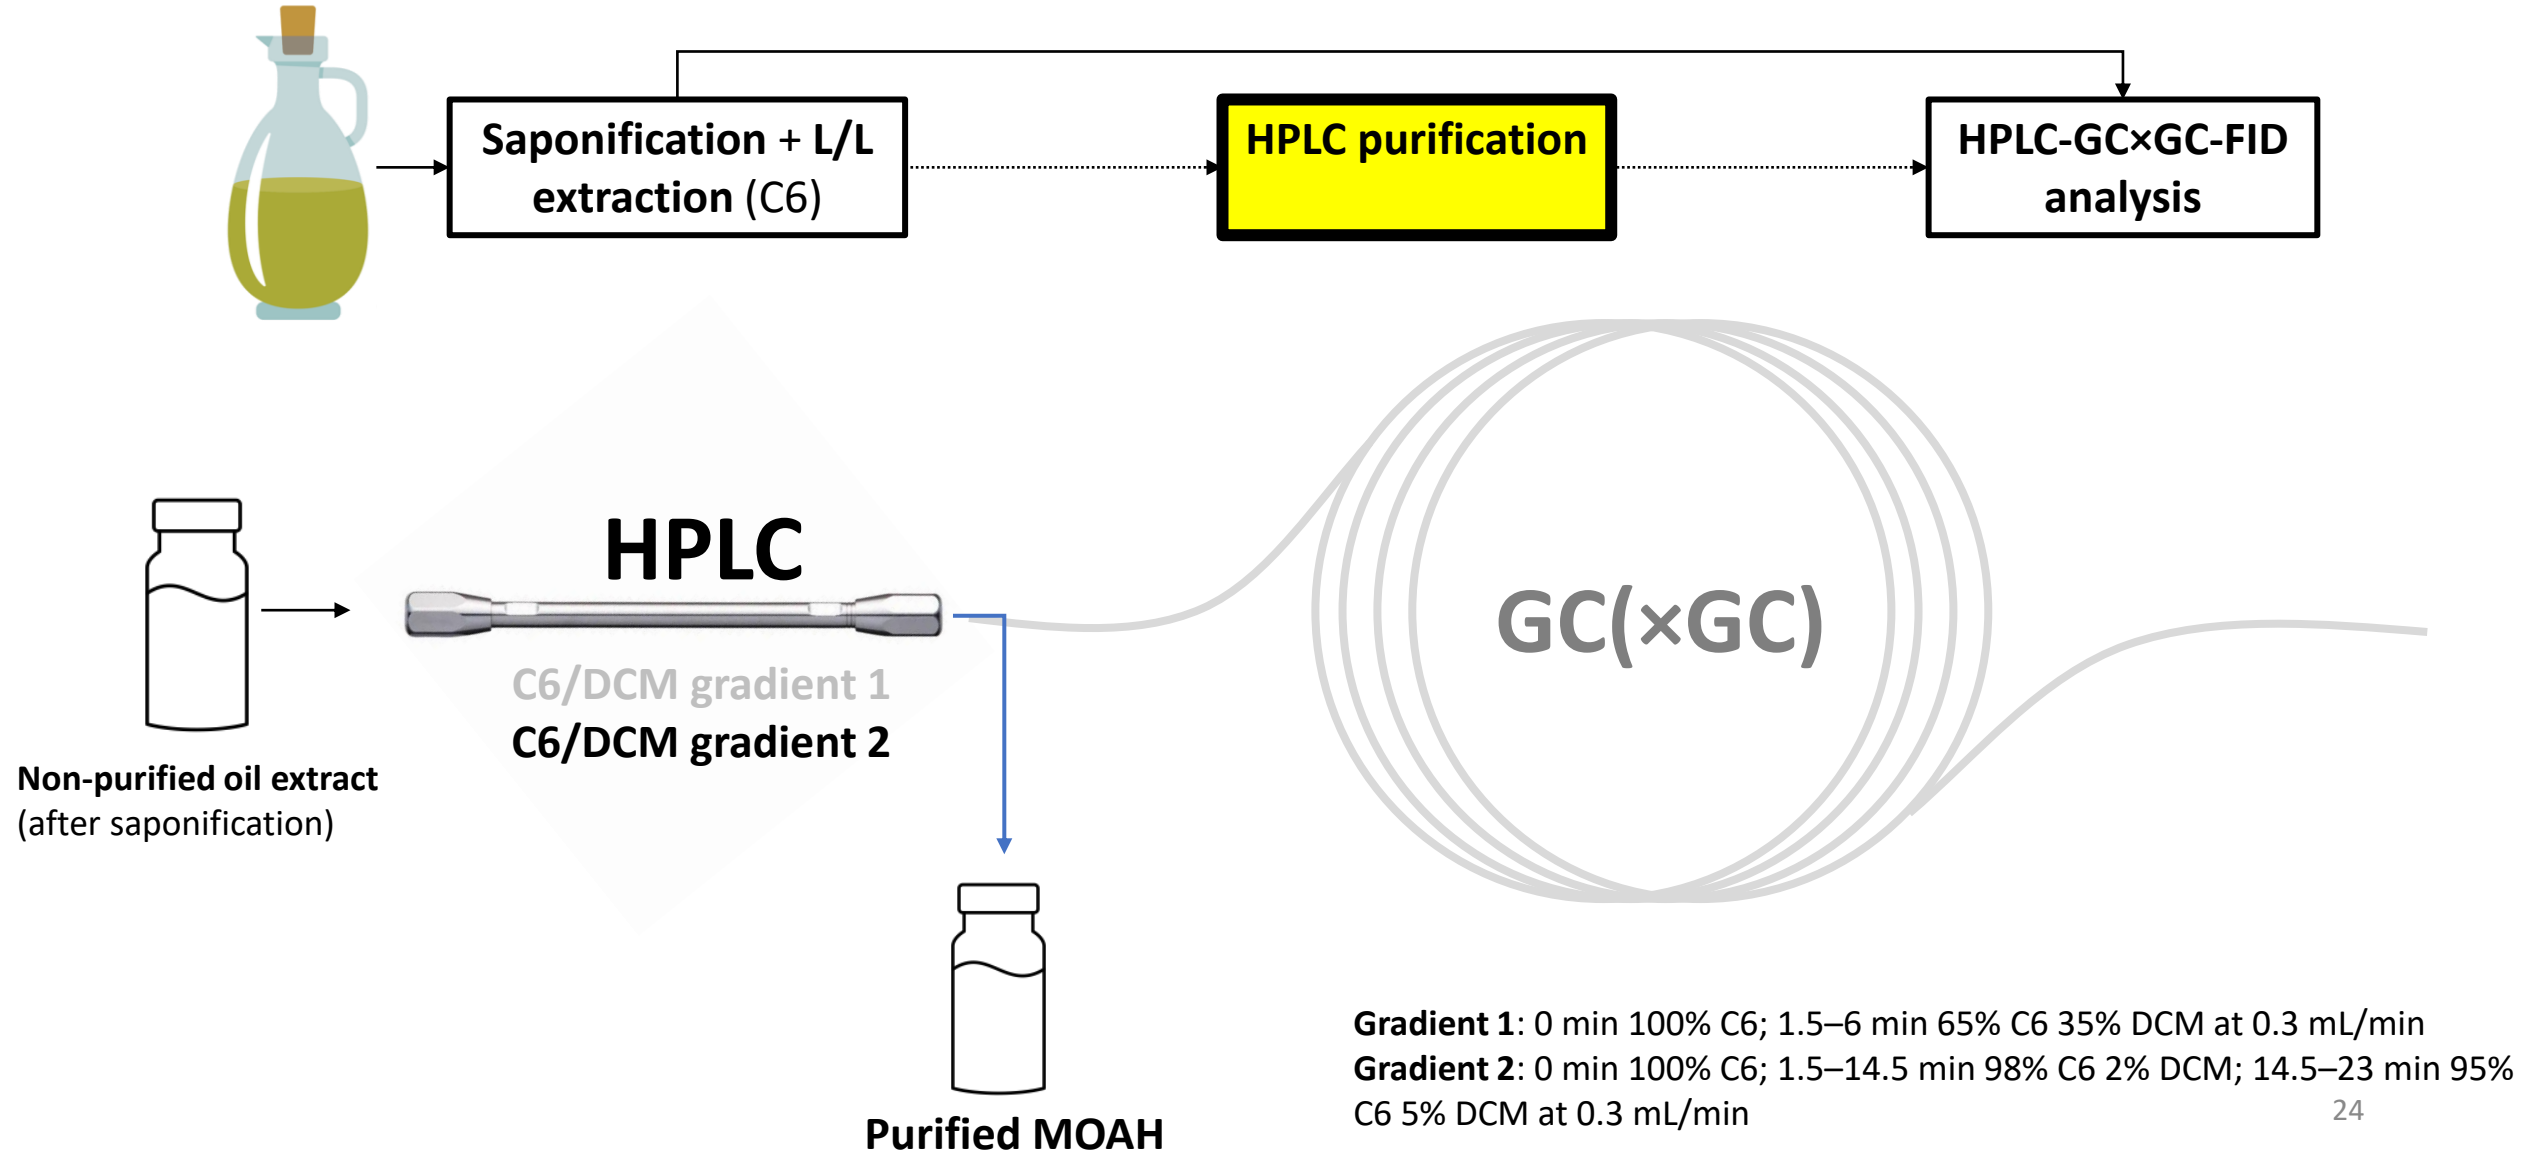 Saponification + L/L
extraction (C6)
HPLC purification
HPLC-GC×GC-FID
analysis
HPLC
GC(×GC)
C6/DCM gradient 1
C6/DCM gradient 2
Non-purified oil extract
(after saponification)
Gradient 1: 0 min 100% C6; 1.5–6 min 65% C6 35% DCM at 0.3 mL/min
Gradient 2: 0 min 100% C6; 1.5–14.5 min 98% C6 2% DCM; 14.5–23 min 95%
C6 5% DCM at 0.3 mL/min
24
Purified MOAH